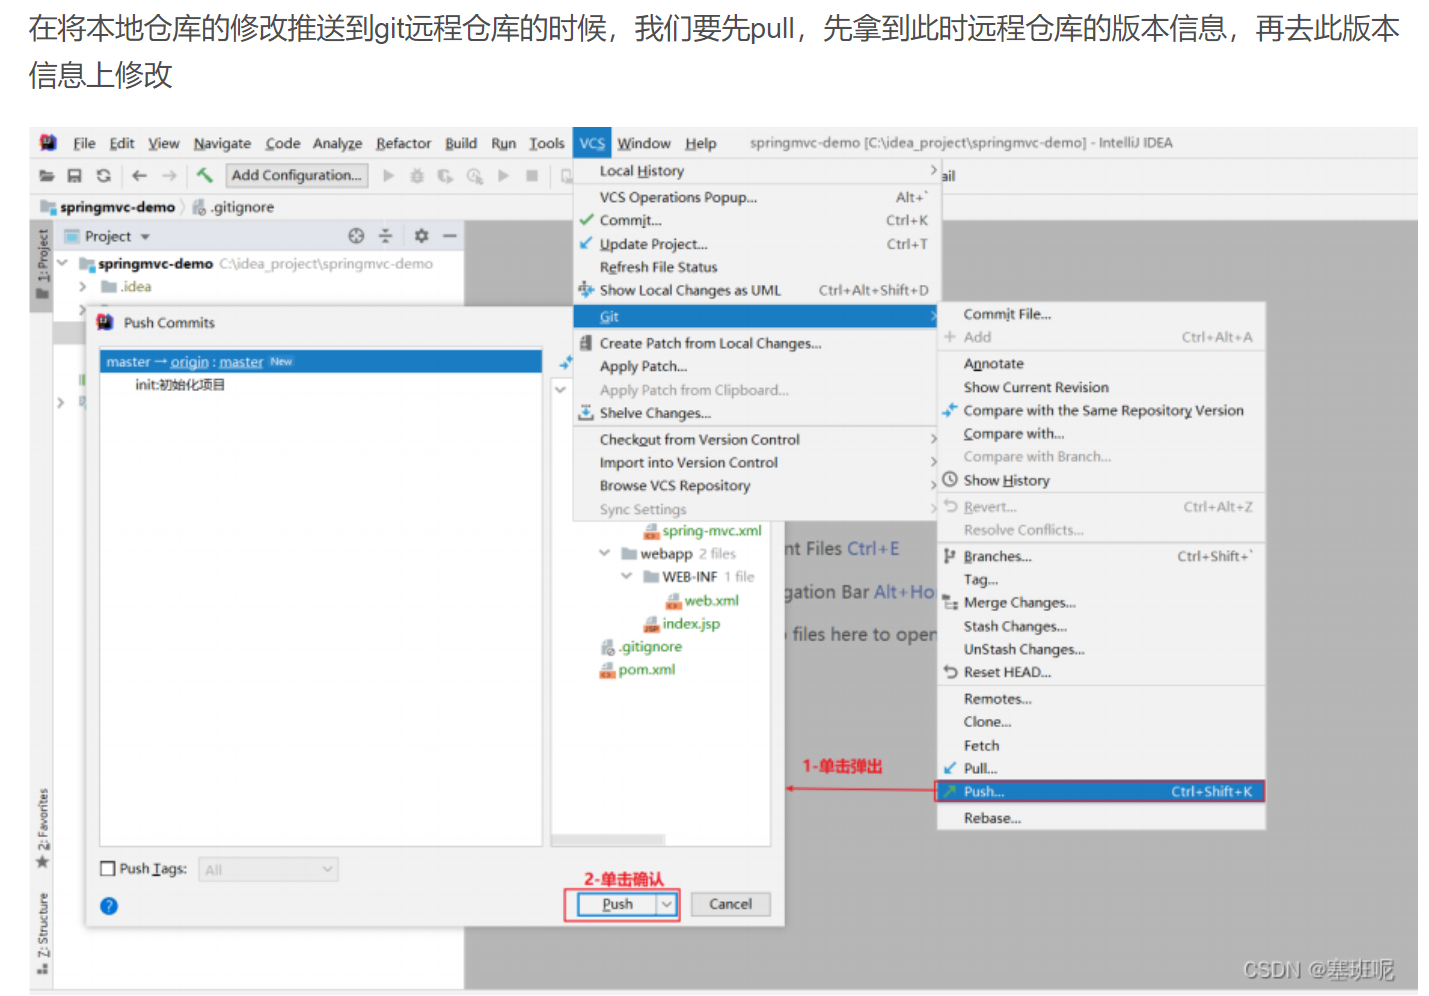 在将本地仓库的修改推送到git远程仓库的时候，我们要先pull，先拿到此时远程仓库的版本信息，再去此版本
信息上修改
File Edit View Navigate Code Analyze Refactor Build Run Tools VCS Window Help springmvc-demo [C:\idea_project\springmvc-demo] - IntelliJ IDEA
Add Configuration...
springmvc-demo .gitignore
1: Project
Project
springmvc-demo C:\idea_project\springmvc-demo
.idea
Local History
VCS Operations Popup... Alt+`
Commit... Ctrl+K
Update Project... Ctrl+T
Refresh File Status
Show Local Changes as UML Ctrl+Alt+Shift+D
Git
Create Patch from Local Changes...
Apply Patch...
Apply Patch from Clipboard...
Shelve Changes...
Checkout from Version Control
Import into Version Control
Browse VCS Repository
Sync Settings
Commit File...
Add Ctrl+Alt+A
Annotate
Show Current Revision
Compare with the Same Repository Version
Compare with...
Compare with Branch...
Show History
Revert... Ctrl+Alt+Z
Resolve Conflicts...
Branches... Ctrl+Shift+`
Tag...
Merge Changes...
Stash Changes...
UnStash Changes...
Reset HEAD...
Remotes...
Clone...
Fetch
Pull...
Push... Ctrl+Shift+K
Rebase...
Push Commits
master → origin : master New
init:初始化项目
spring-mvc.xml
webapp 2 files
WEB-INF 1 file
web.xml
index.jsp
.gitignore
pom.xml
nt Files Ctrl+E
gation Bar Alt+Ho
files here to open
1-单击弹出
2: Favorites
Push Tags: All
2-单击确认
Push Cancel
Z: Structure
CSDN @塞班呢